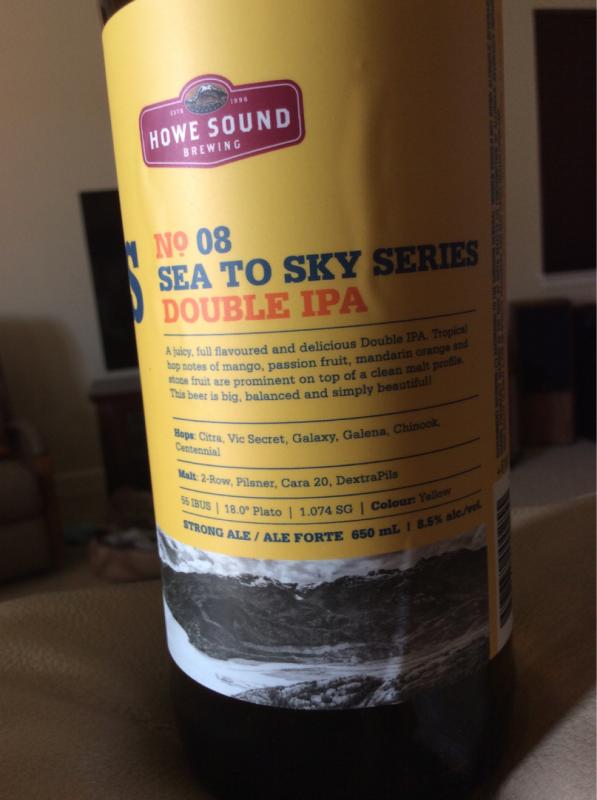 ESTD 1996
HOWE SOUND
BREWING
S
No 08
SEA TO SKY SERIES
DOUBLE IPA
A juicy, full flavoured and delicious Double IPA. Tropical
hop notes of mango, passion fruit, mandarin orange and
stone fruit are prominent on top of a clean malt profile.
This beer is big, balanced and simply beautiful!
Hops: Citra, Vic Secret, Galaxy, Galena, Chinook,
Centennial
Malt: 2-Row, Pilsner, Cara 20, DextraPils
55 IBUS | 18.0° Plato | 1.074 SG | Colour: Yellow
STRONG ALE / ALE FORTE 650 mL | 8.5% alc./vol.